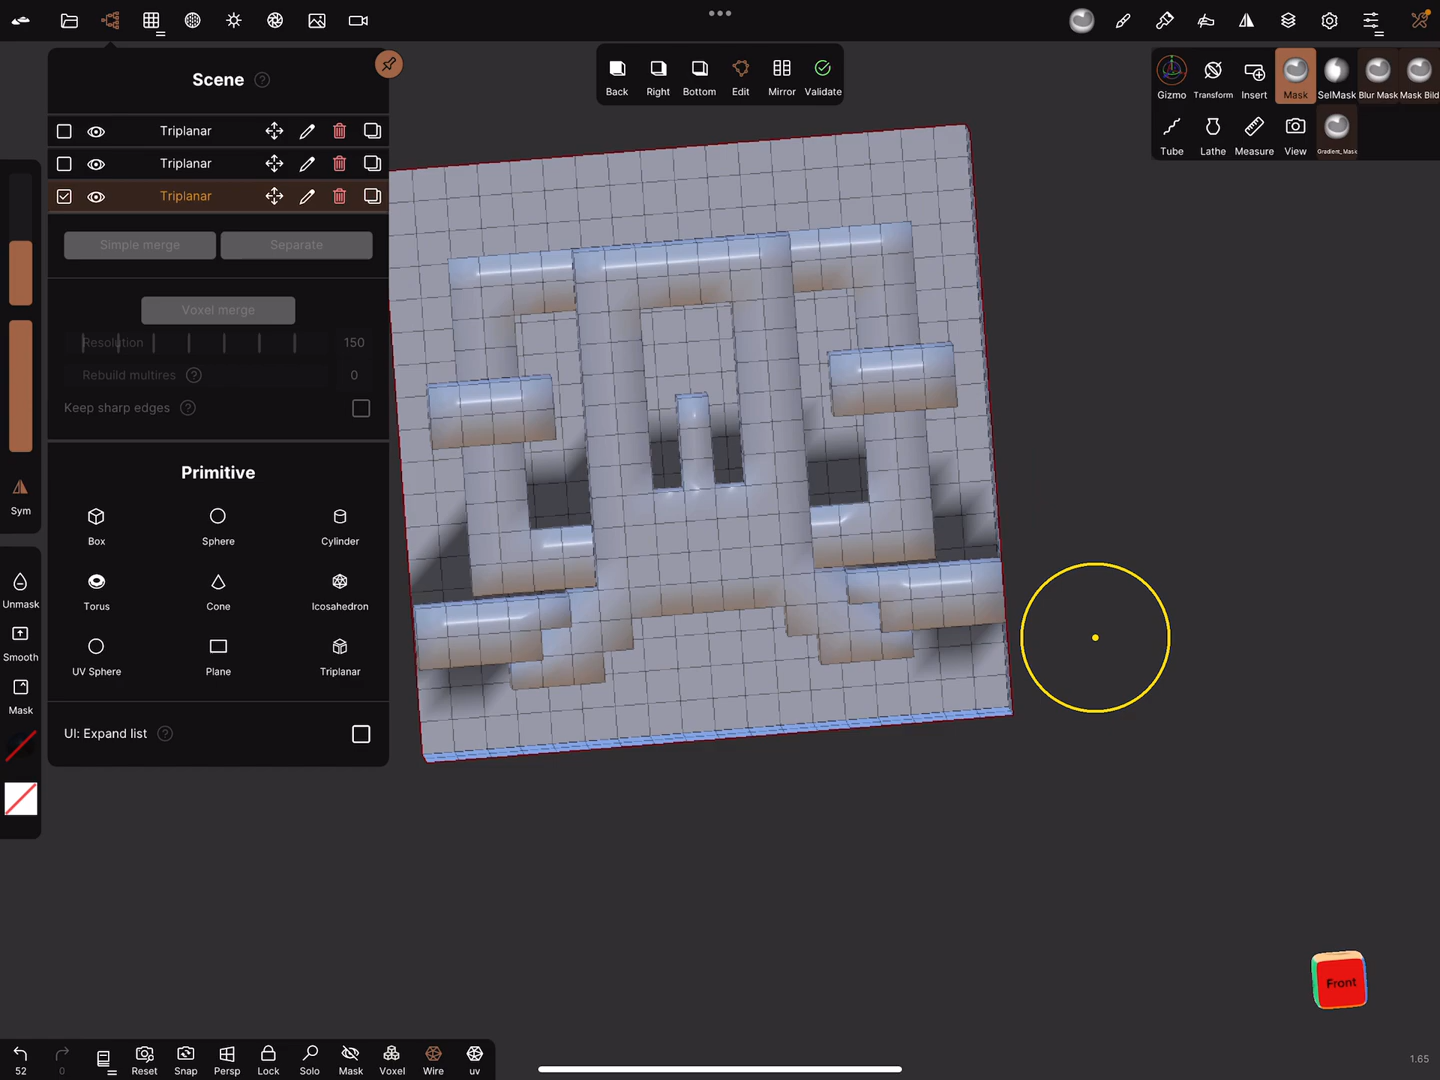 Scene
Triplanar
Triplanar
Triplanar
Simple merge
Separate
Voxel merge
Resolution
150
Rebuild multires
0
Keep sharp edges
Primitive
Box
Sphere
Cylinder
Torus
Cone
Icosahedron
UV Sphere
Plane
Triplanar
UI: Expand list
Sym
Unmask
Smooth
Mask
Back
Right
Bottom
Edit
Mirror
Validate
Gizmo
Transform
Insert
Mask
SelMask
Blur Mask
Mask Bild
Tube
Lathe
Measure
View
Gradient_Mask
Front
52
0
Reset
Snap
Persp
Lock
Solo
Mask
Voxel
Wire
uv
1.65